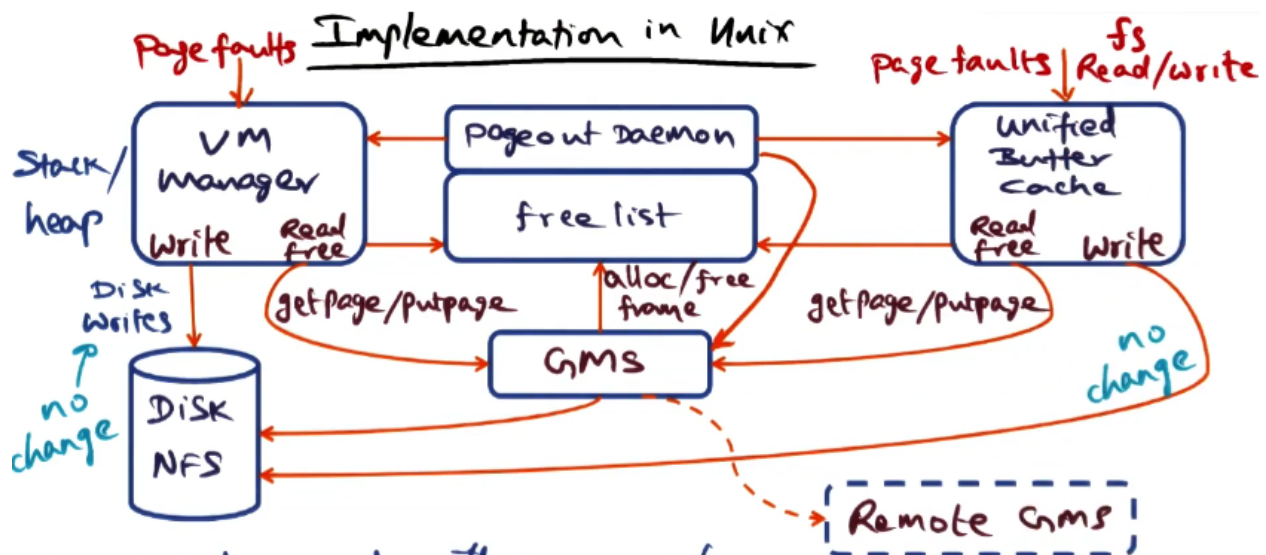 Implementation in Unix
Page faults
VM
manager
Write
Read
free
Stack/
heap
Disk
writes
no
change
Disk
NFS
Pageout Daemon
free list
alloc/free
frame
getpage/putpage
GMS
getpage/putpage
Page faults
fs
Read/write
Unified
Buffer
Cache
Read
free
Write
no
change
Remote GMS